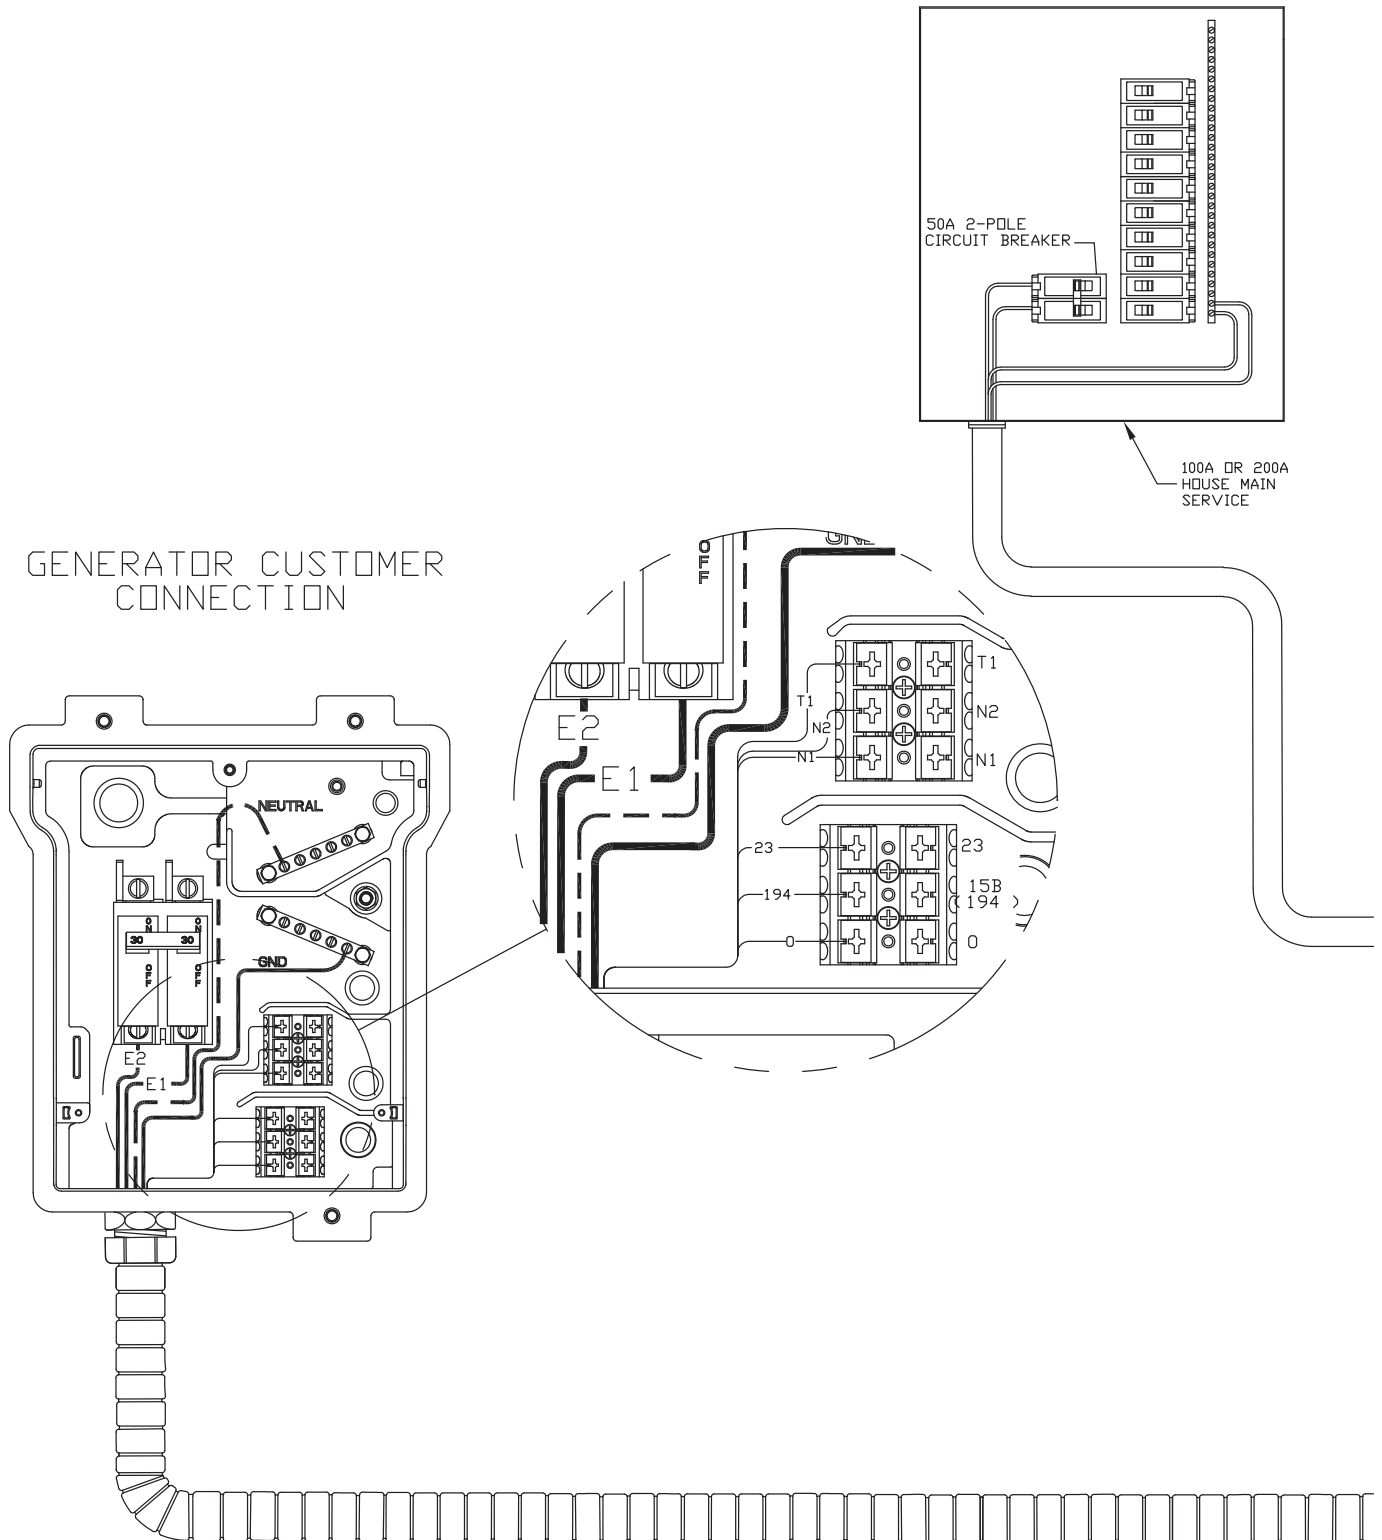 50A 2-POLE
CIRCUIT BREAKER
100A OR 200A
HOUSE MAIN
SERVICE
GENERATOR CUSTOMER
CONNECTION
OFF
GND
E2
E1
T1
N2
N1
T1
N2
N1
23
194
0
23
15B
(194)
0
NEUTRAL
ON
ON
30
30
OFF
OFF
GND
E2
E1